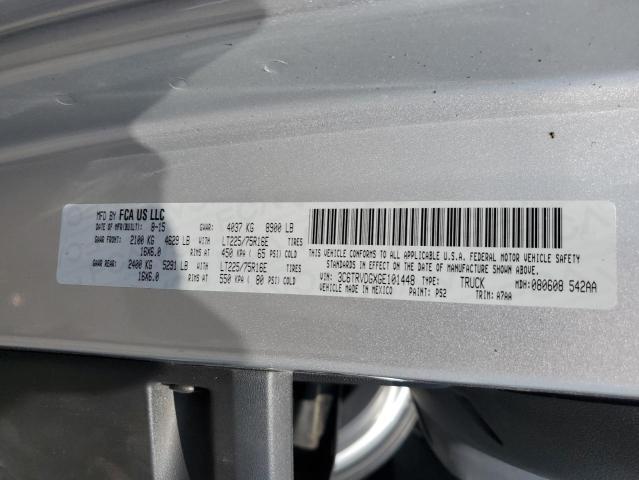 MFD BY FCA US LLC
DATE OF MFR(BUILT): 8-15 GVWR: 4037 KG 8900 LB
GAWR FRONT: 2100 KG 4629 LB WITH LT225/75R16E TIRES
16X6.0 RIMS AT 450 KPA ( 65 PSI/COLD)
GAWR REAR: 2400 KG 5291 LB WITH LT225/75R16E TIRES
16X6.0 RIMS AT 550 KPA ( 80 PSI/COLD)
THIS VEHICLE CONFORMS TO ALL APPLICABLE U.S.A. FEDERAL MOTOR VEHICLE SAFETY
STANDARDS IN EFFECT ON THE DATE OF MANUFACTURE SHOWN ABOVE.
VIN: 3C6TRVDGXGE101448 TYPE: TRUCK MDH: 080608 542AA
VEHICLE MADE IN MEXICO PAINT: PS2 TRIM: A7AA